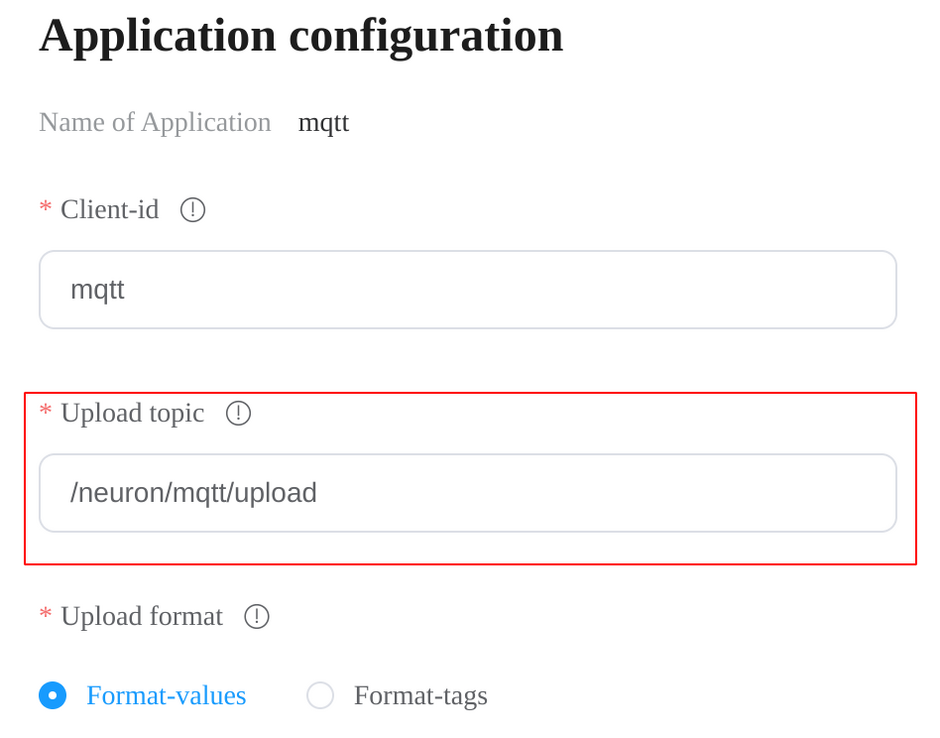 Application configuration
Name of Application mqtt
* Client-id
mqtt
* Upload topic
/neuron/mqtt/upload
* Upload format
Format-values Format-tags